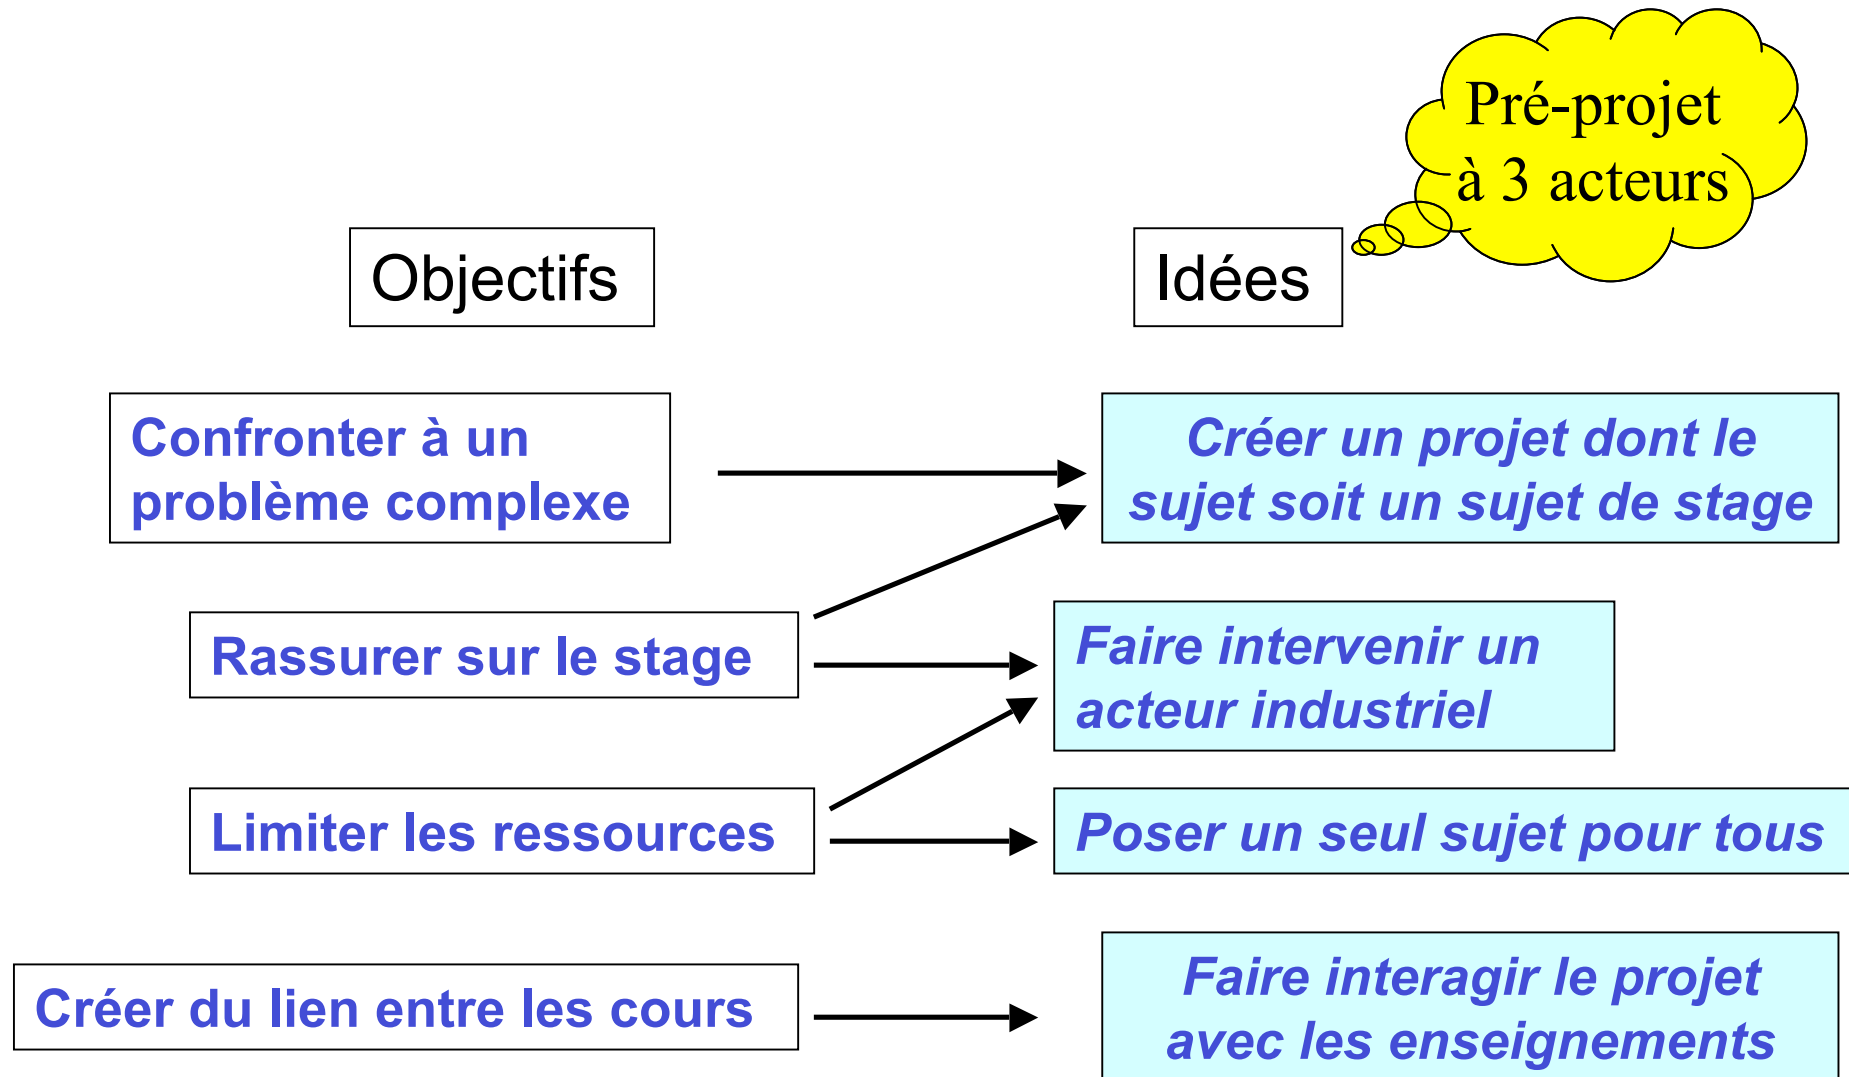 Pré-projet
à 3 acteurs
Objectifs
Idées
Confronter à un
problème complexe
Créer un projet dont le
sujet soit un sujet de stage
Rassurer sur le stage
Faire intervenir un
acteur industriel
Limiter les ressources
Poser un seul sujet pour tous
Créer du lien entre les cours
Faire interagir le projet
avec les enseignements